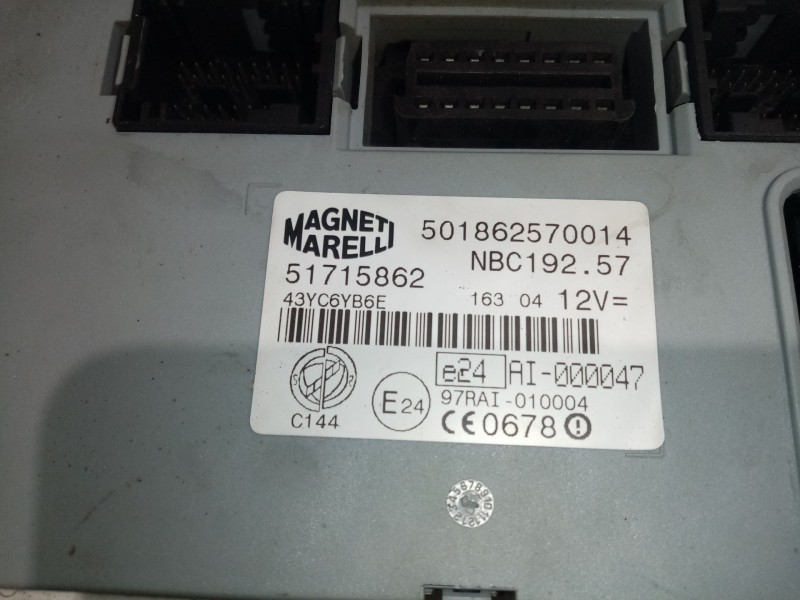 MAGNETI MARELLI
501862570014
NBC192.57
51715862
43YC6YB6E
163 04 12V=
e24 AI-000047
E24 97RAI-010004
C144
CE0678